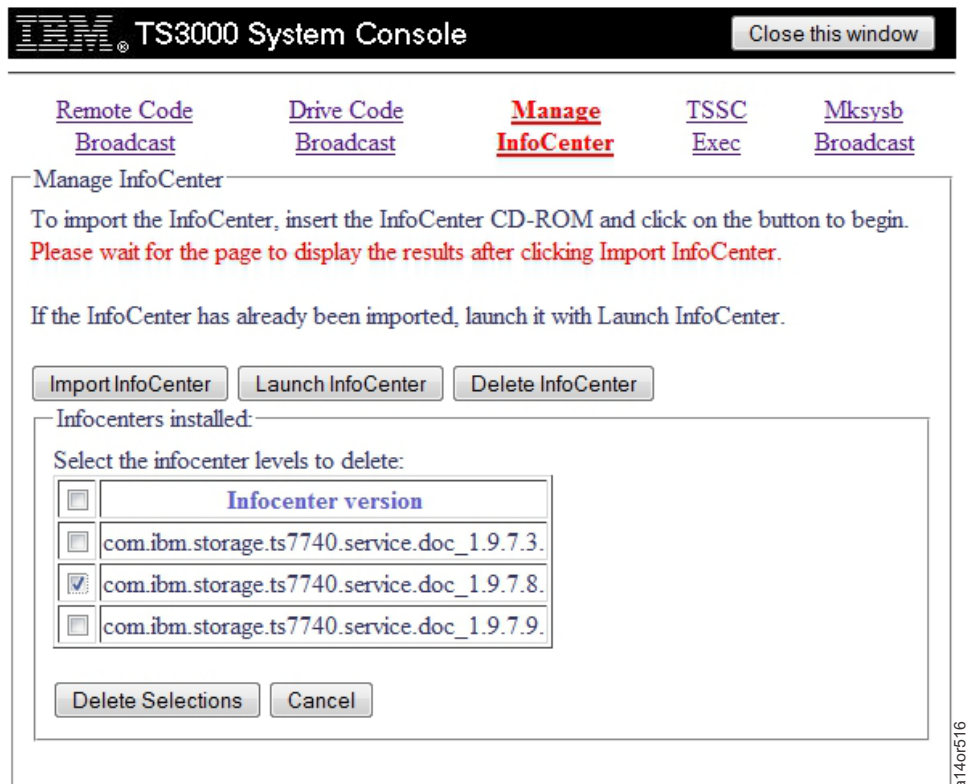 IBM® TS3000 System Console
Close this window
Remote Code Broadcast
Drive Code Broadcast
Manage InfoCenter
TSSC Exec
Mksysb Broadcast
Manage InfoCenter
To import the InfoCenter, insert the InfoCenter CD-ROM and click on the button to begin.
Please wait for the page to display the results after clicking Import InfoCenter.
If the InfoCenter has already been imported, launch it with Launch InfoCenter.
Import InfoCenter
Launch InfoCenter
Delete InfoCenter
Infocenters installed:
Select the infocenter levels to delete:
Infocenter version
com.ibm.storage.ts7740.service.doc_1.9.7.3.
com.ibm.storage.ts7740.service.doc_1.9.7.8.
com.ibm.storage.ts7740.service.doc_1.9.7.9.
Delete Selections
Cancel
a14or516